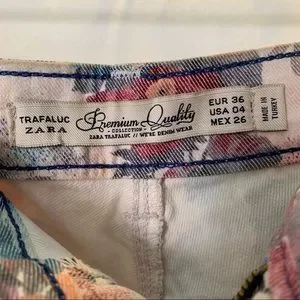 TRAFALUC
ZARA
Premium Quality
- COLLECTION -
ZARA TRAFALUC // WE'RE DENIM WEAR
EUR 36
USA 04
MEX 26
MADE IN
TURKEY